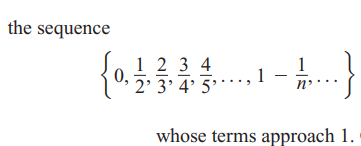 the sequence
{0, 1/2, 2/3, 3/4, 4/5, . . . , 1 − 1/n, . . .}
whose terms approach 1.